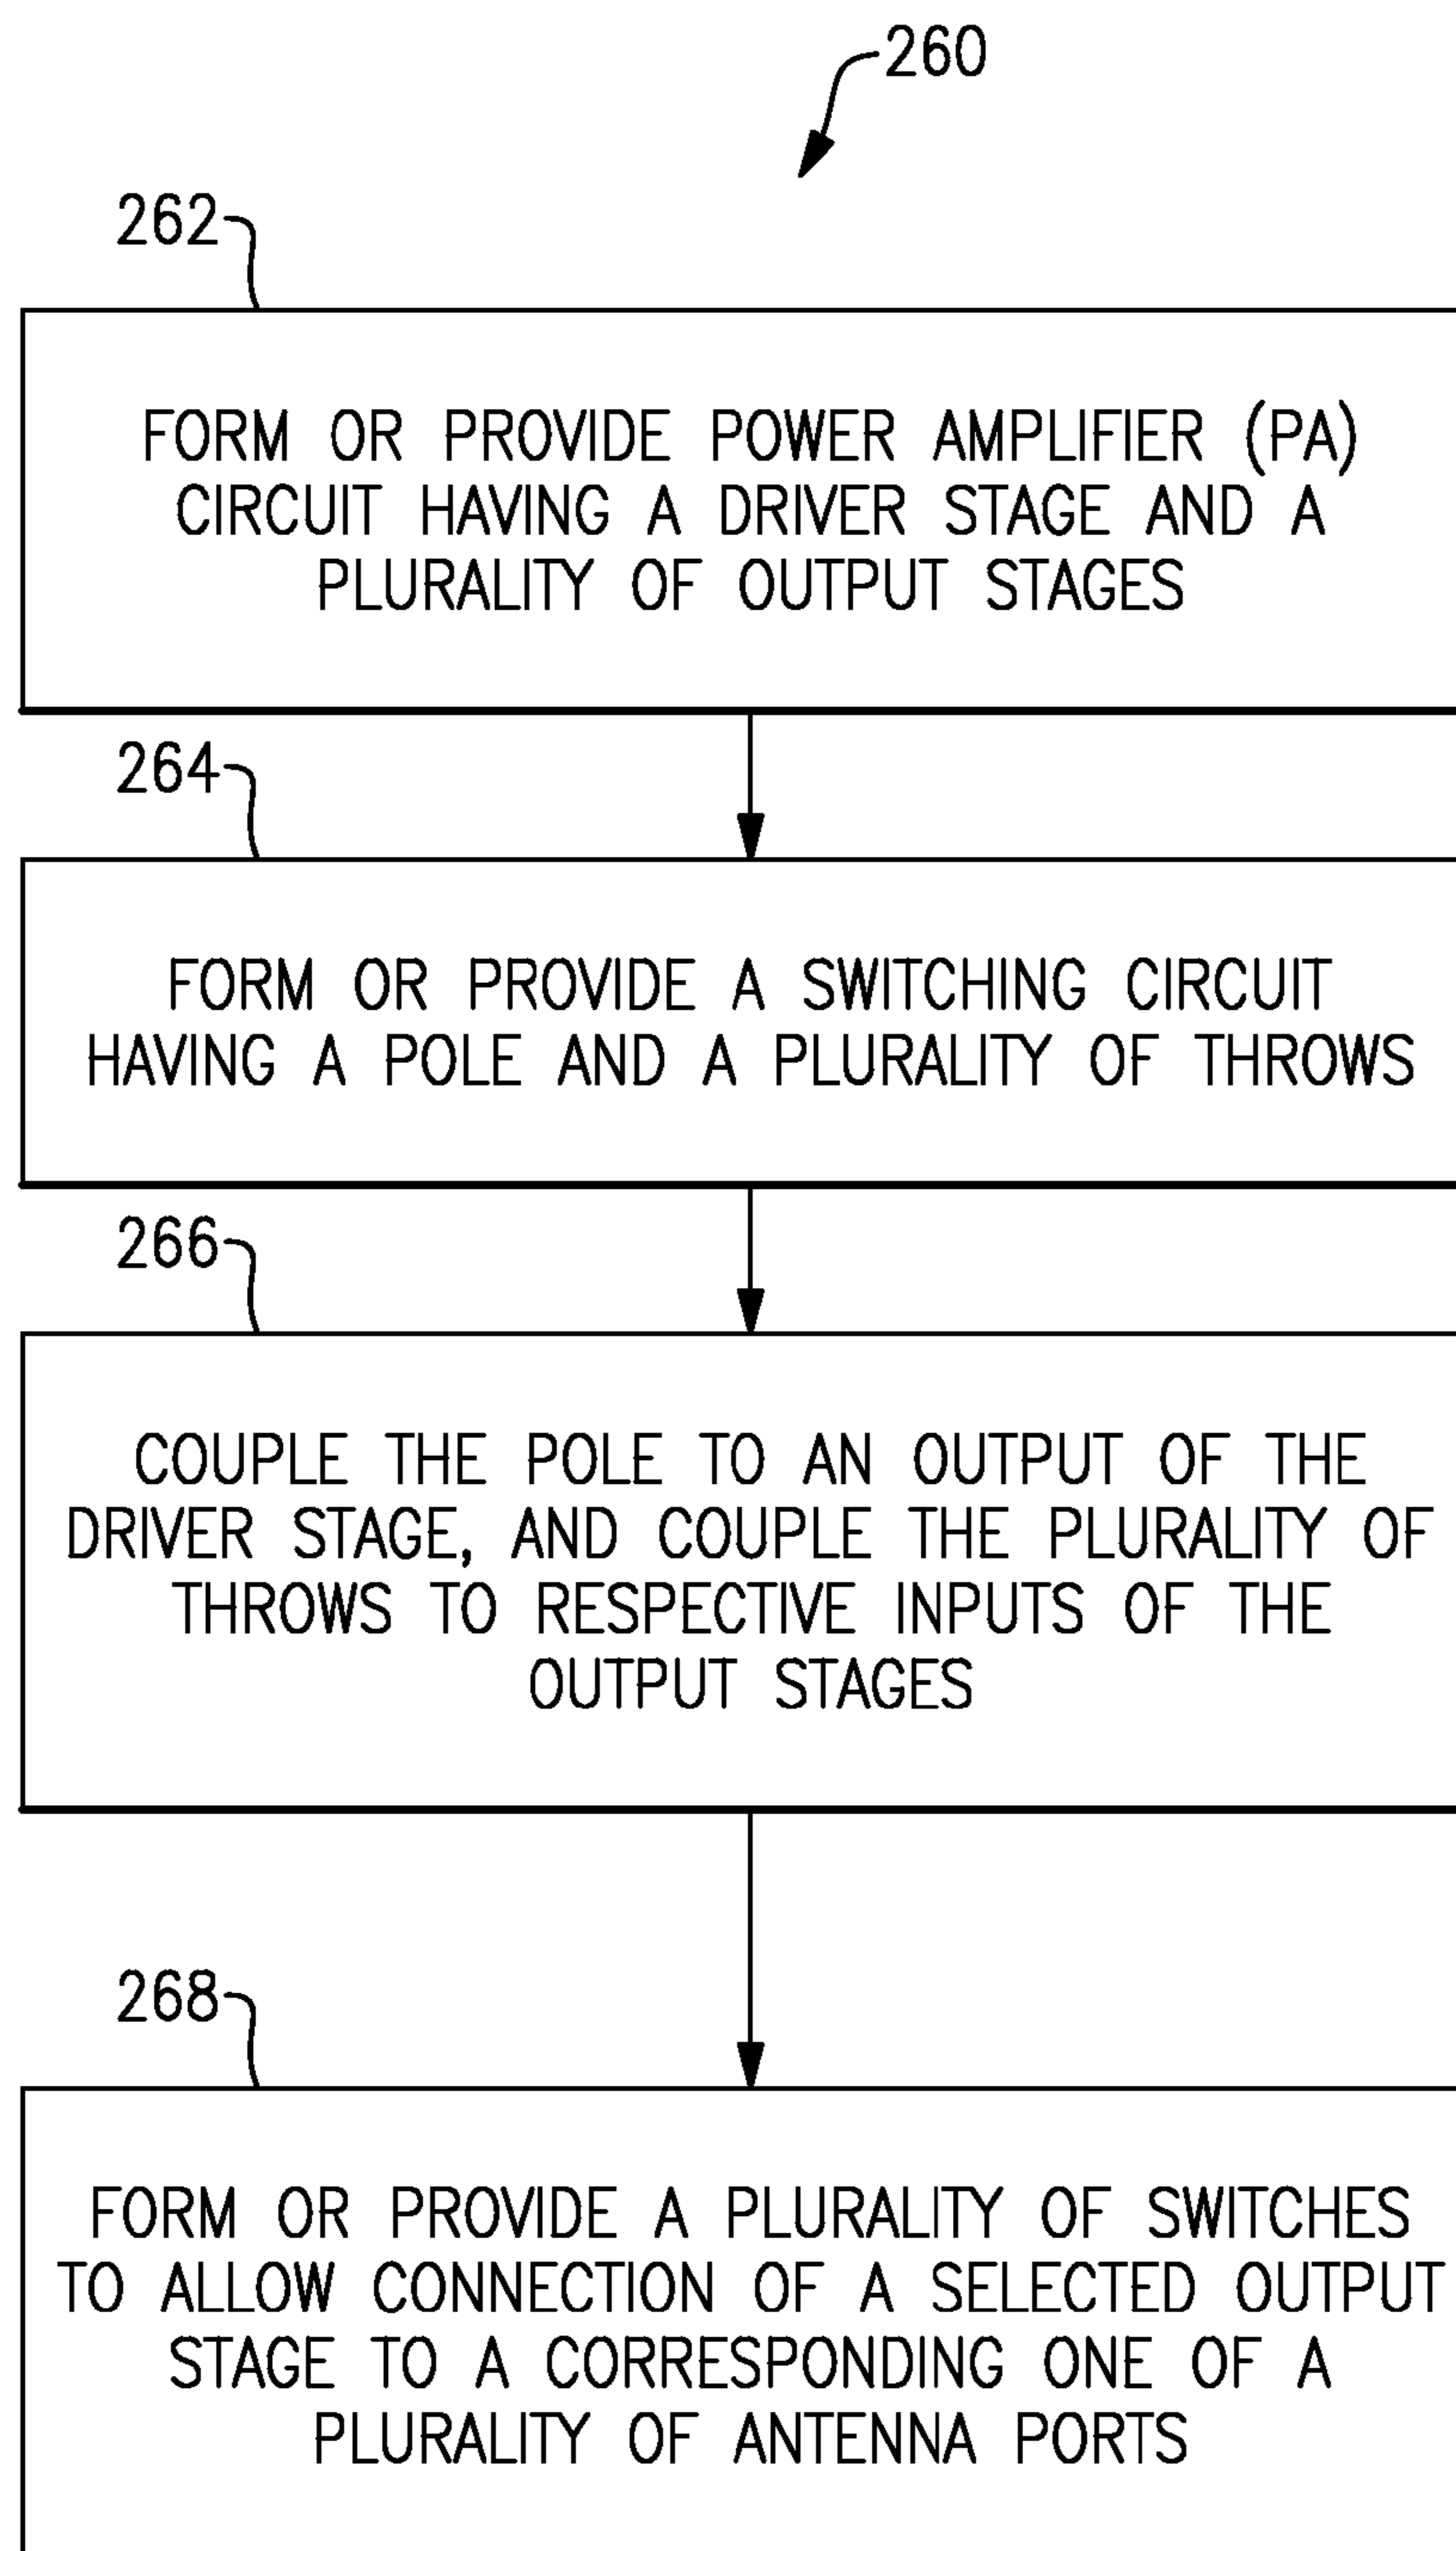 260
262
FORM OR PROVIDE POWER AMPLIFIER (PA)
CIRCUIT HAVING A DRIVER STAGE AND A
PLURALITY OF OUTPUT STAGES
264
FORM OR PROVIDE A SWITCHING CIRCUIT
HAVING A POLE AND A PLURALITY OF THROWS
266
COUPLE THE POLE TO AN OUTPUT OF THE
DRIVER STAGE, AND COUPLE THE PLURALITY OF
THROWS TO RESPECTIVE INPUTS OF THE
OUTPUT STAGES
268
FORM OR PROVIDE A PLURALITY OF SWITCHES
TO ALLOW CONNECTION OF A SELECTED OUTPUT
STAGE TO A CORRESPONDING ONE OF A
PLURALITY OF ANTENNA PORTS